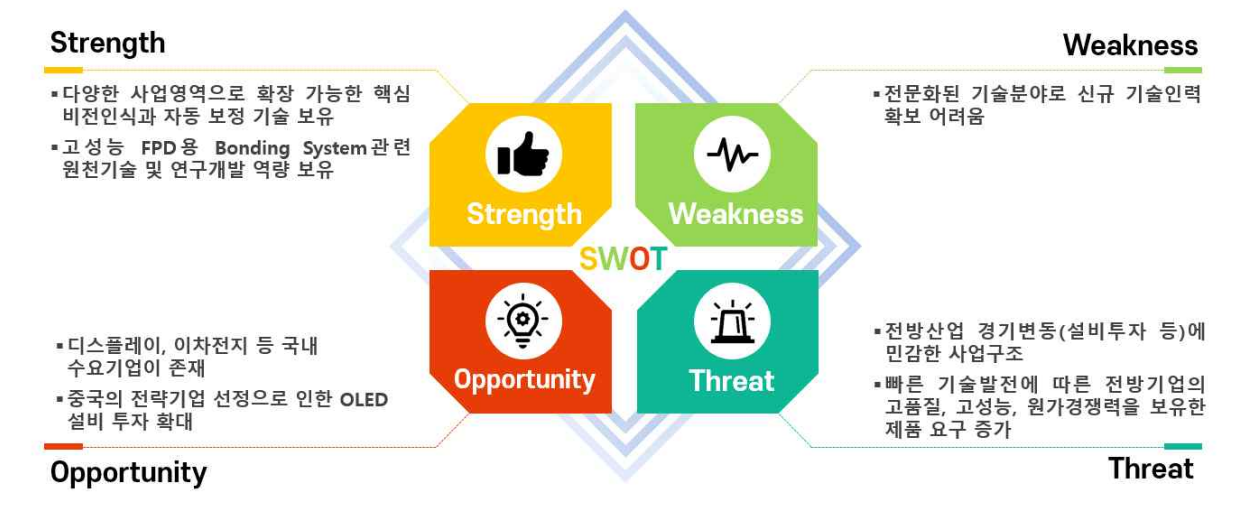 Strength
▪다양한 사업영역으로 확장 가능한 핵심
비전인식과 자동 보정 기술 보유
▪고성능 FPD용 Bonding System관련
원천기술 및 연구개발 역량 보유
Weakness
▪전문화된 기술분야로 신규 기술인력
확보 어려움
Strength
Weakness
SWOT
Opportunity
Threat
▪디스플레이, 이차전지 등 국내
수요기업이 존재
▪중국의 전략기업 선정으로 인한 OLED
설비 투자 확대
Opportunity
▪전방산업 경기변동(설비투자 등)에
민감한 사업구조
▪빠른 기술발전에 따른 전방기업의
고품질, 고성능, 원가경쟁력을 보유한
제품 요구 증가
Threat